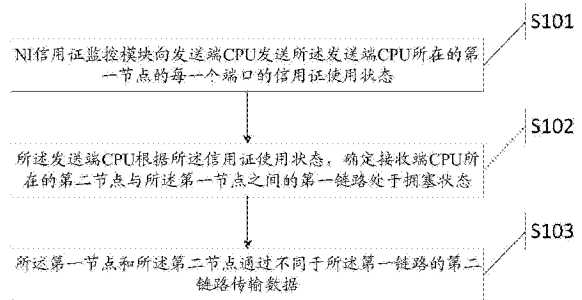 S101
NI信用证监控模块向发送端CPU发送所述发送端CPU所在的第
一节点的每一个端口的信用证使用状态
S102
所述发送端CPU根据所述信用证使用状态，确定接收端CPU所
在的第二节点与所述第一节点之间的第一链路处于拥塞状态
S103
所述第一节点和所述第二节点通过不同于所述第一链路的第二
链路传输数据